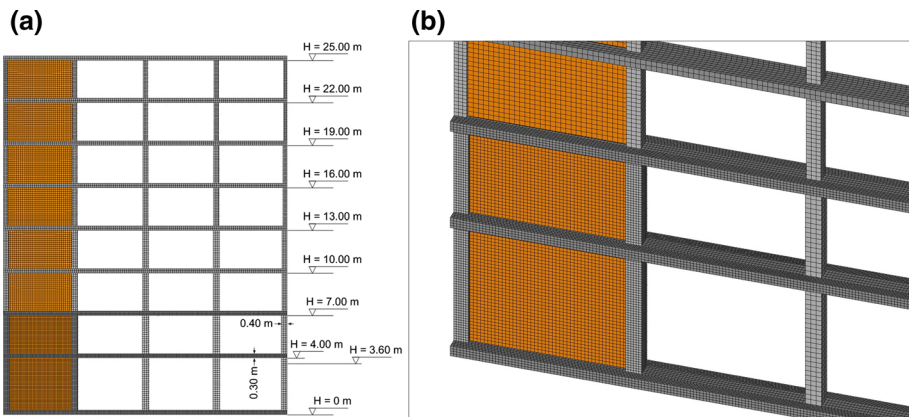 (a)
(b)
H = 25.00 m
H = 22.00 m
H = 19.00 m
H = 16.00 m
H = 13.00 m
H = 10.00 m
H = 7.00 m
0.40 m
H = 4.00 m
H = 3.60 m
0.30 m
H = 0 m